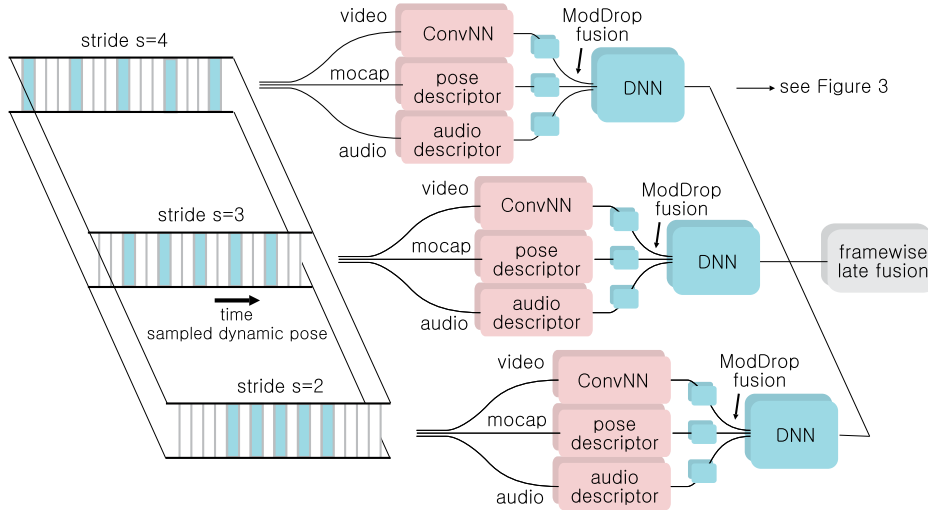 stride s=4
video
ConvNN
ModDrop
fusion
mocap
pose
descriptor
DNN
see Figure 3
audio
audio
descriptor
stride s=3
video
ConvNN
ModDrop
fusion
mocap
pose
descriptor
DNN
framewise
late fusion
time
sampled dynamic pose
audio
audio
descriptor
stride s=2
video
ConvNN
ModDrop
fusion
mocap
pose
descriptor
DNN
audio
audio
descriptor